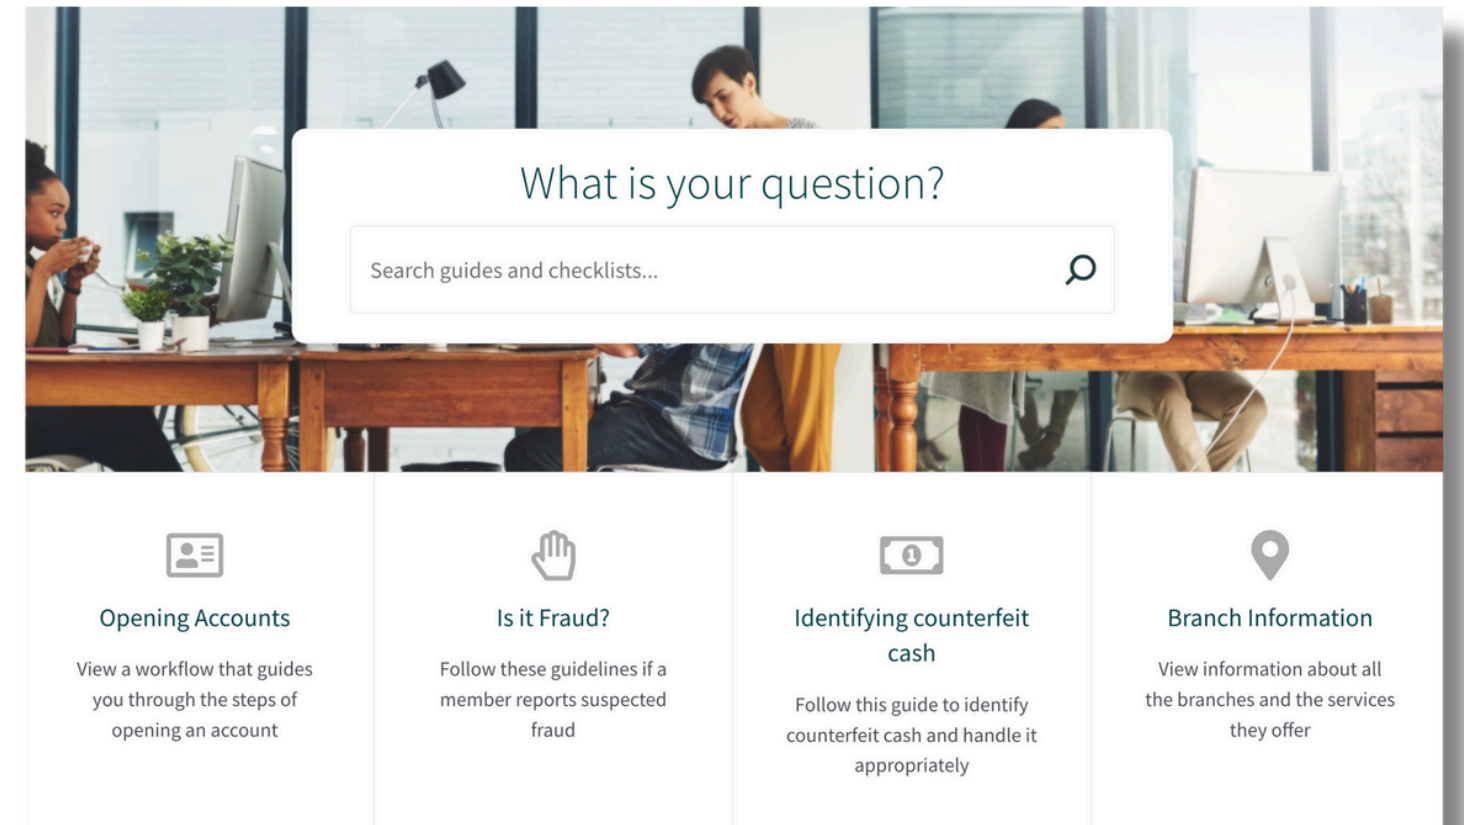 What is your question?
Search guides and checklists...
Opening Accounts
View a workflow that guides
you through the steps of
opening an account
Is it Fraud?
Follow these guidelines if a
member reports suspected
fraud
1
Identifying counterfeit
cash
Follow this guide to identify
counterfeit cash and handle it
appropriately
Branch Information
View information about all
the branches and the services
they offer